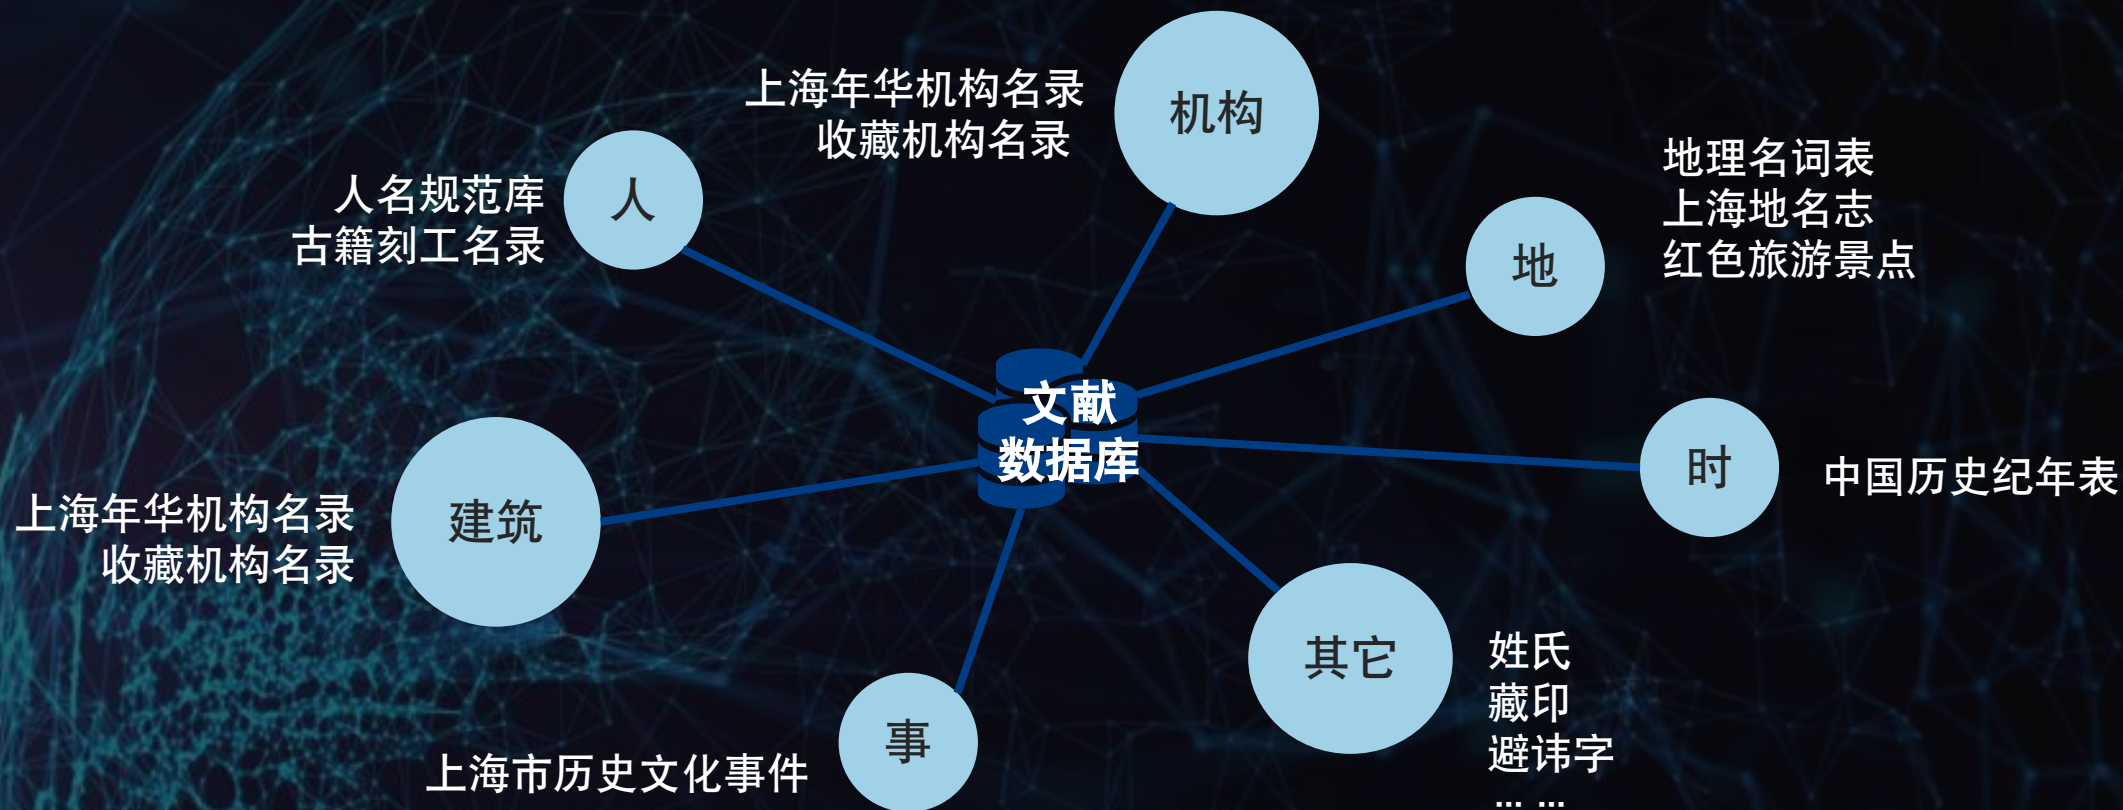 上海年华机构名录
收藏机构名录
机构
人名规范库
古籍刻工名录
人
地理名词表
上海地名志
红色旅游景点
地
文献
数据库
时
中国历史纪年表
上海年华机构名录
收藏机构名录
建筑
其它
姓氏
藏印
避讳字
... ...
事
上海市历史文化事件